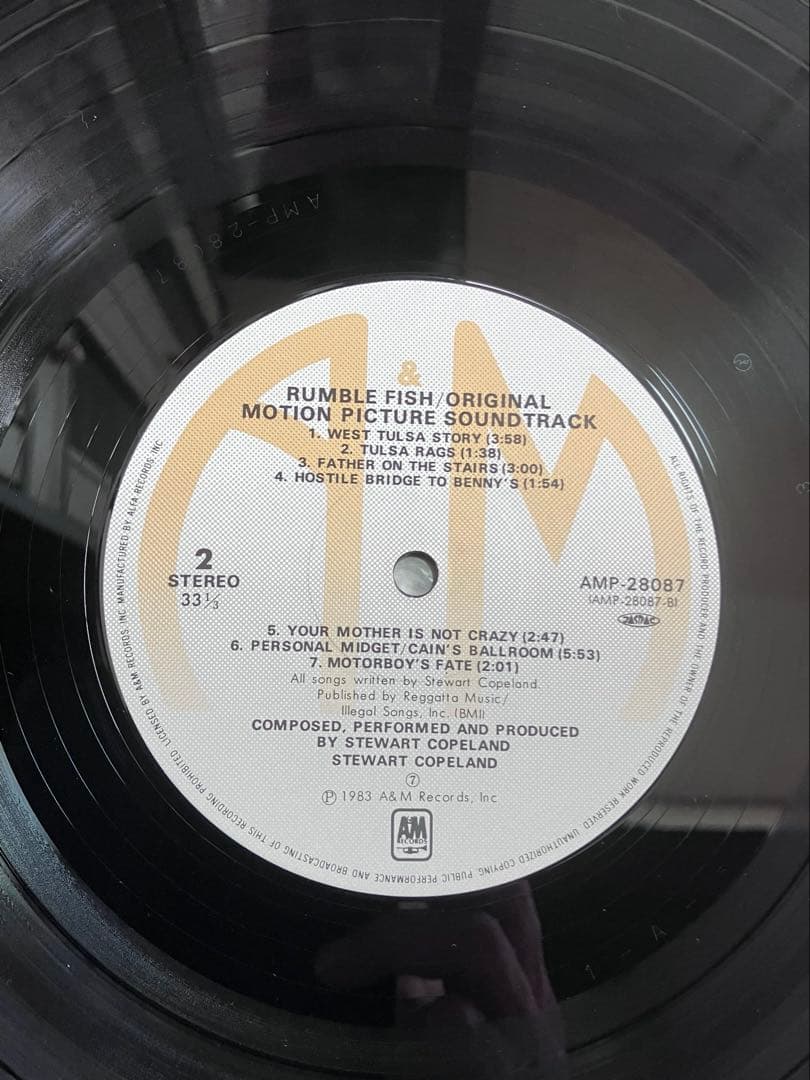 &
RUMBLE FISH/ORIGINAL
MOTION PICTURE SOUNDTRACK
1. WEST TULSA STORY (3:58)
2. TULSA RAGS (1:38)
3. FATHER ON THE STAIRS (3:00)
4. HOSTILE BRIDGE TO BENNY'S (1:54)
2
STEREO
33⅓
AMP-28087
(AMP-28087-B)
JASRAC
5. YOUR MOTHER IS NOT CRAZY (2:47)
6. PERSONAL MIDGET/CAIN'S BALLROOM (5:53)
7. MOTORBOY'S FATE (2:01)
All songs written by Stewart Copeland.
Published by Reggatta Music/
Illegal Songs, Inc. (BMI)
COMPOSED, PERFORMED AND PRODUCED
BY STEWART COPELAND
STEWART COPELAND
⑦
Ⓟ 1983 A&M Records, Inc
A&M
RECORDS
ALL RIGHTS OF THE RECORD PRODUCER AND THE OWNER OF THE REPRODUCED WORK RESERVED. UNAUTHORIZED COPYING, PUBLIC PERFORMANCE AND BROADCASTING OF THIS RECORDING PROHIBITED. LICENSED BY A&M RECORDS INC. MANUFACTURED BY ALFA RECORDS INC
AMP-28087
1-A-